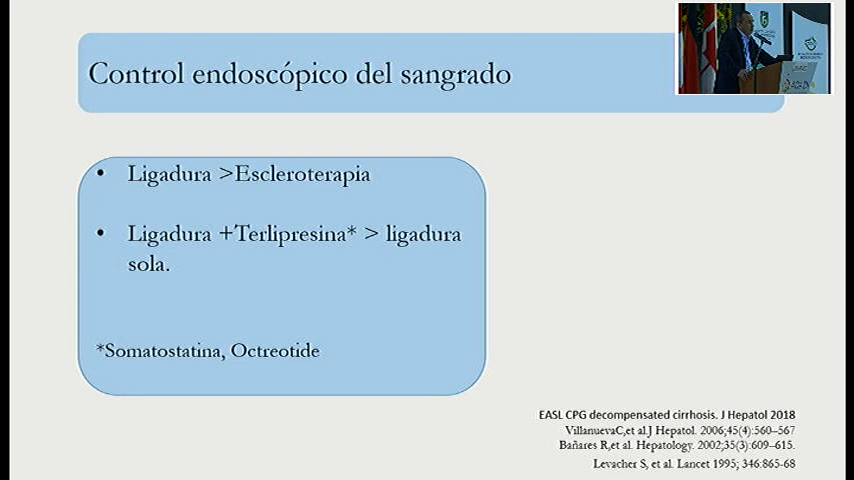 Control endoscópico del sangrado
• Ligadura >Escleroterapia
• Ligadura +Terlipresina* > ligadura
sola.
*Somatostatina, Octreotide
EASL CPG decompensated cirrhosis. J Hepatol 2018
VillanuevaC,et al.J Hepatol. 2006;45(4):560–567
Bañares R,et al. Hepatology. 2002;35(3):609–615.
Levacher S, et al. Lancet 1995; 346:865-68